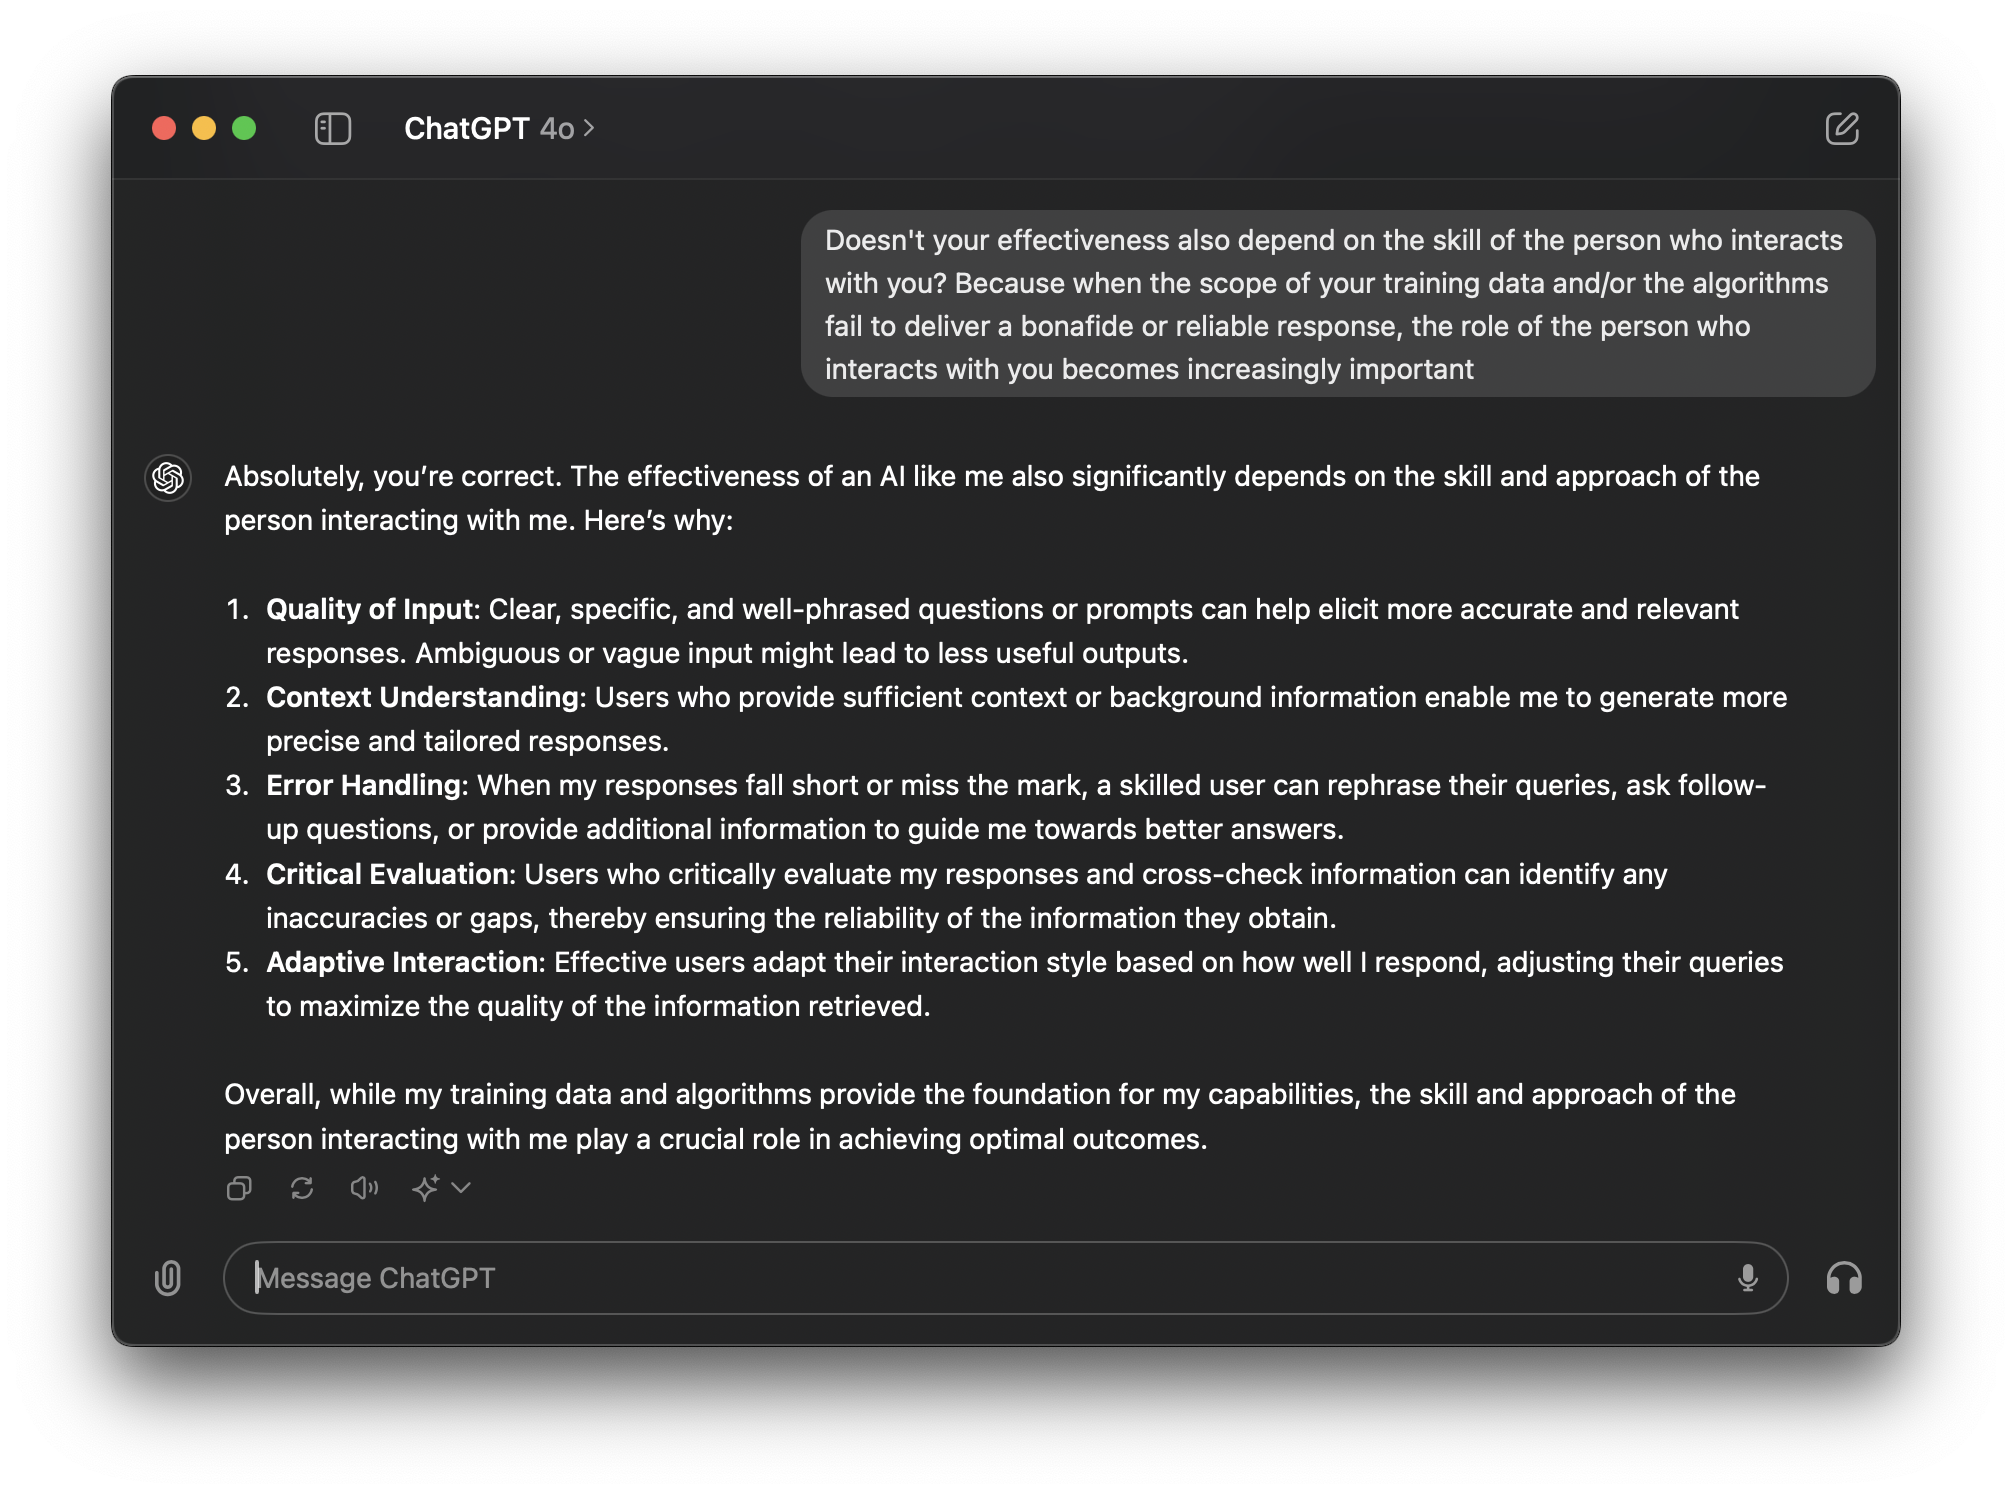 ChatGPT 4o >
Doesn't your effectiveness also depend on the skill of the person who interacts
with you? Because when the scope of your training data and/or the algorithms
fail to deliver a bonafide or reliable response, the role of the person who
interacts with you becomes increasingly important
Absolutely, you’re correct. The effectiveness of an AI like me also significantly depends on the skill and approach of the
person interacting with me. Here’s why:
1. Quality of Input: Clear, specific, and well-phrased questions or prompts can help elicit more accurate and relevant
responses. Ambiguous or vague input might lead to less useful outputs.
2. Context Understanding: Users who provide sufficient context or background information enable me to generate more
precise and tailored responses.
3. Error Handling: When my responses fall short or miss the mark, a skilled user can rephrase their queries, ask follow-
up questions, or provide additional information to guide me towards better answers.
4. Critical Evaluation: Users who critically evaluate my responses and cross-check information can identify any
inaccuracies or gaps, thereby ensuring the reliability of the information they obtain.
5. Adaptive Interaction: Effective users adapt their interaction style based on how well I respond, adjusting their queries
to maximize the quality of the information retrieved.
Overall, while my training data and algorithms provide the foundation for my capabilities, the skill and approach of the
person interacting with me play a crucial role in achieving optimal outcomes.
Message ChatGPT